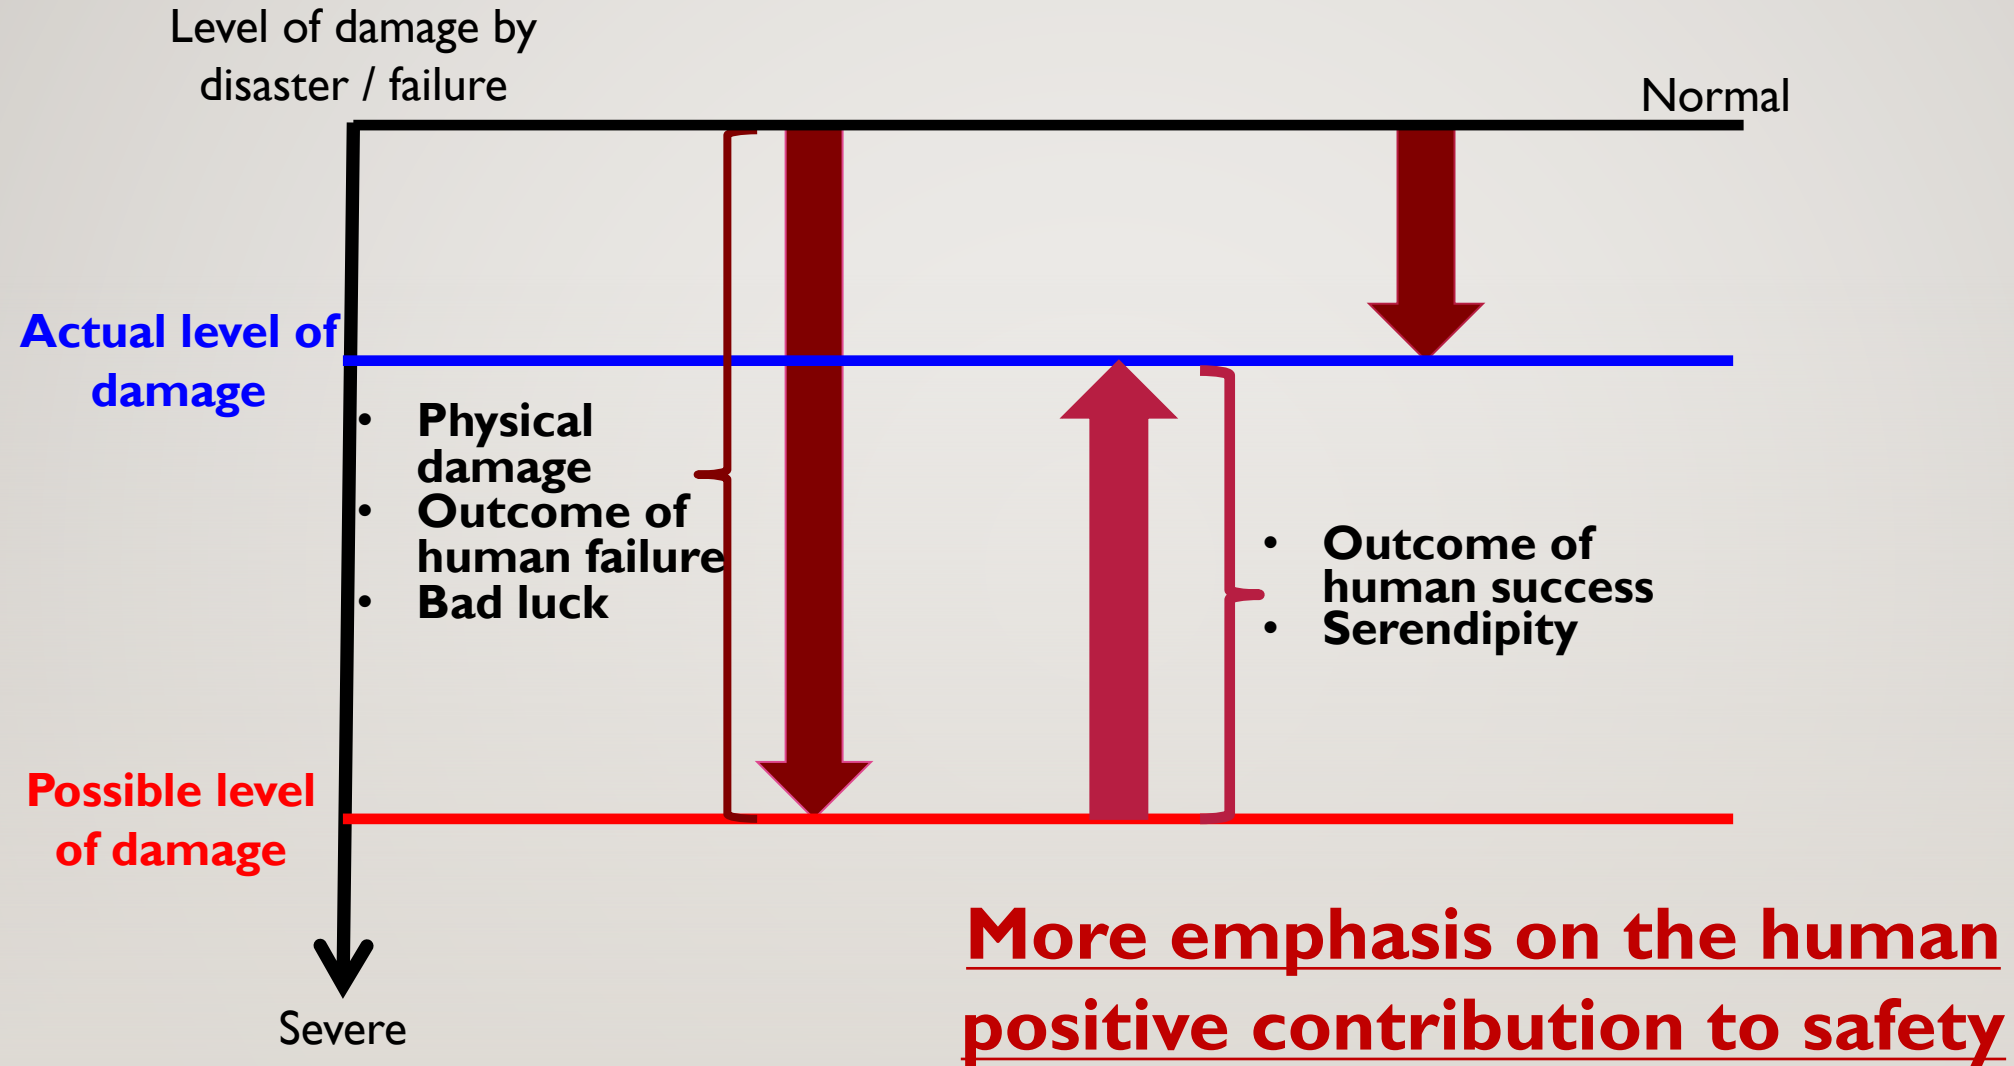 Level of damage by
disaster / failure
Normal
Actual level of
damage
• Physical
damage
• Outcome of
human failure
• Bad luck
• Outcome of
human success
• Serendipity
Possible level
of damage
More emphasis on the human
positive contribution to safety
Severe